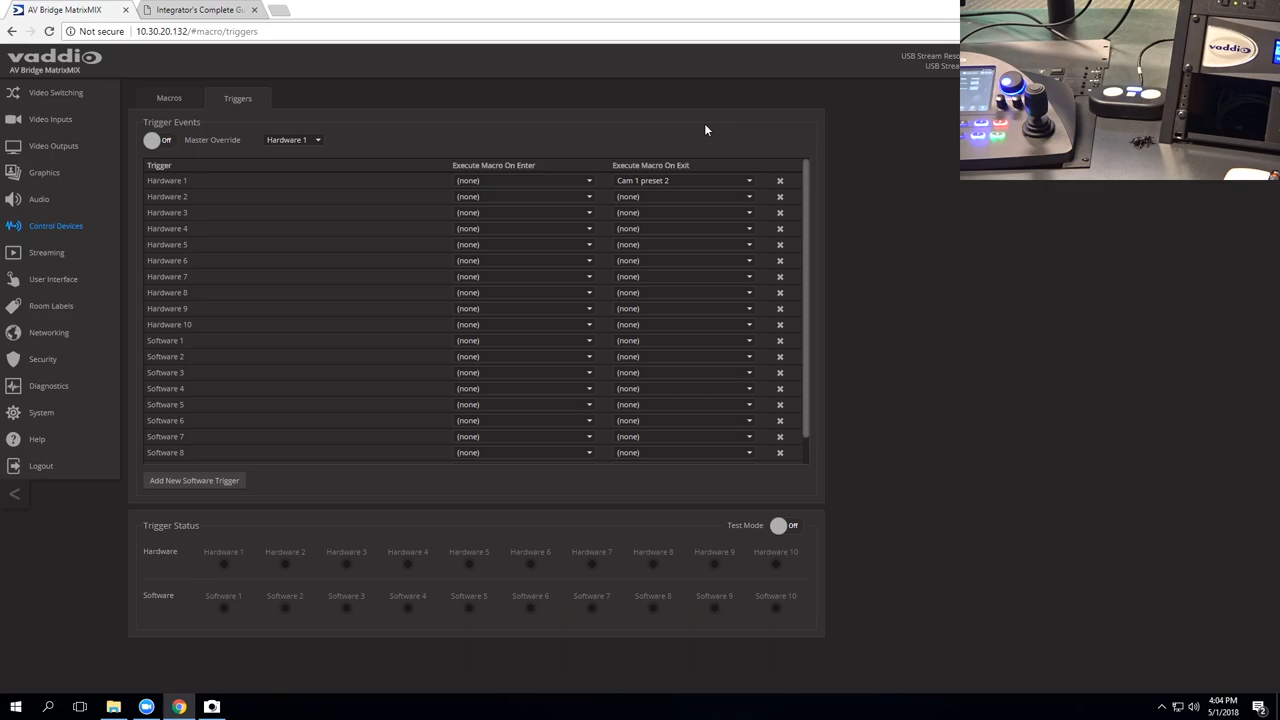 AV Bridge MatrixMIX
Integrator's Complete Gu
Not secure 10.30.20.132/#macro/triggers
vaddio
AV Bridge MatrixMIX
USB Stream Reso
USB Strea
Video Switching
Video Inputs
Video Outputs
Graphics
Audio
Control Devices
Streaming
User Interface
Room Labels
Networking
Security
Diagnostics
System
Help
Logout
<
Macros Triggers
Trigger Events
Off Master Override Hardware 1
Trigger Execute Macro On Enter Execute Macro On Exit
Hardware 1 (none) Cam 1 preset 2
Hardware 2 (none) (none)
Hardware 3 (none) (none)
Hardware 4 (none) (none)
Hardware 5 (none) (none)
Hardware 6 (none) (none)
Hardware 7 (none) (none)
Hardware 8 (none) (none)
Hardware 9 (none) (none)
Hardware 10 (none) (none)
Software 1 (none) (none)
Software 2 (none) (none)
Software 3 (none) (none)
Software 4 (none) (none)
Software 5 (none) (none)
Software 6 (none) (none)
Software 7 (none) (none)
Software 8 (none) (none)
Add New Software Trigger
Trigger Status Test Mode Off
Hardware Hardware 1 Hardware 2 Hardware 3 Hardware 4 Hardware 5 Hardware 6 Hardware 7 Hardware 8 Hardware 9 Hardware 10
Software Software 1 Software 2 Software 3 Software 4 Software 5 Software 6 Software 7 Software 8 Software 9 Software 10
vaddio
4:04 PM
5/1/2018
2